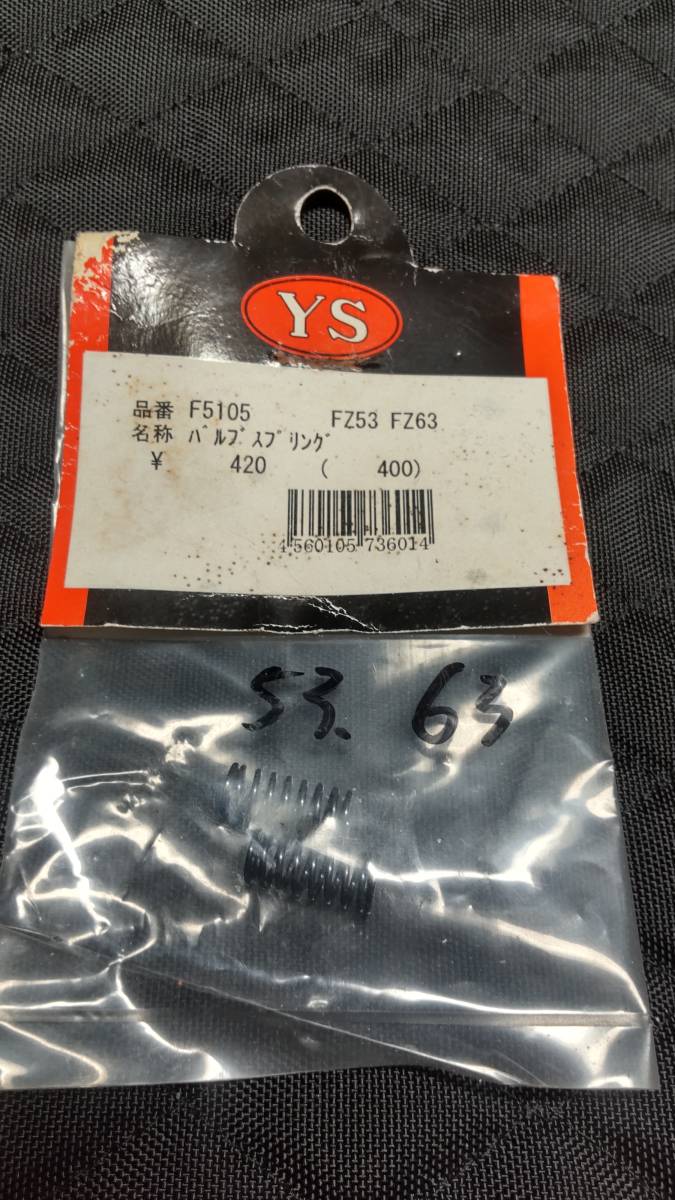 YS
品番 F5105 FZ53 FZ63
名称 ﾊﾞﾙﾌﾞｽﾌﾟﾘﾝｸﾞ
¥ 420 ( 400)
4560105736014
53. 63